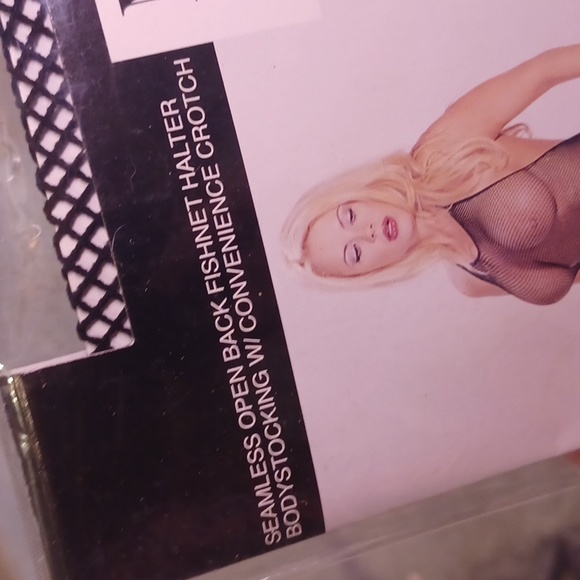 SEAMLESS OPEN BACK FISHNET HALTER
BODYSTOCKING W/ CONVENIENCE CROTCH